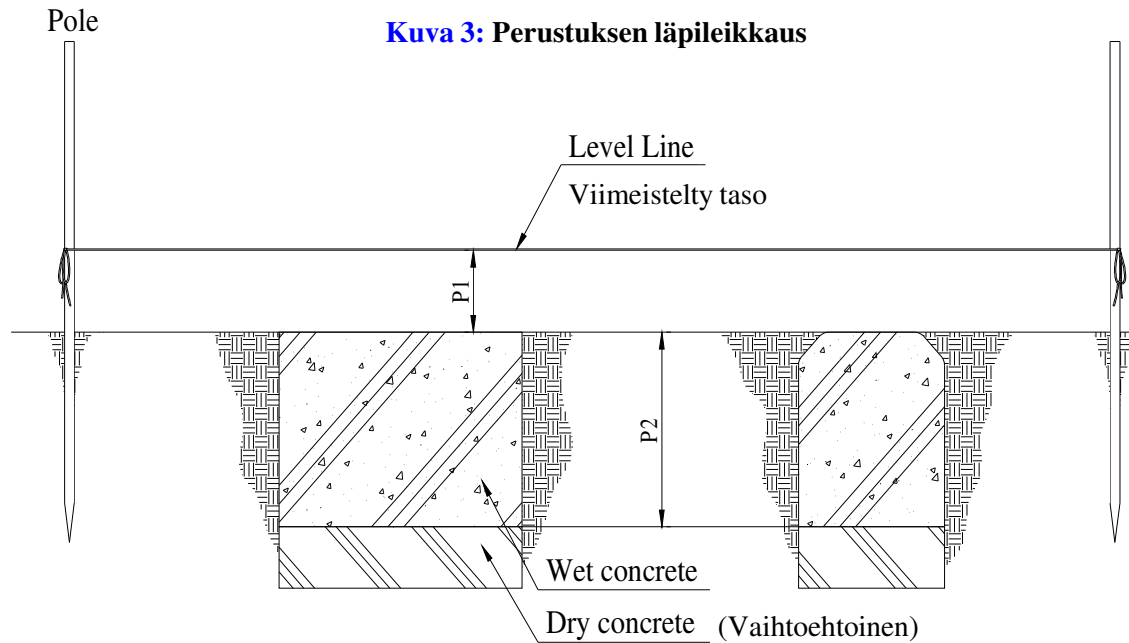 Pole
Kuva 3: Perustuksen läpileikkaus
Level Line
Viimeistelty taso
P1
P2
Wet concrete
Dry concrete (Vaihtoehtoinen)